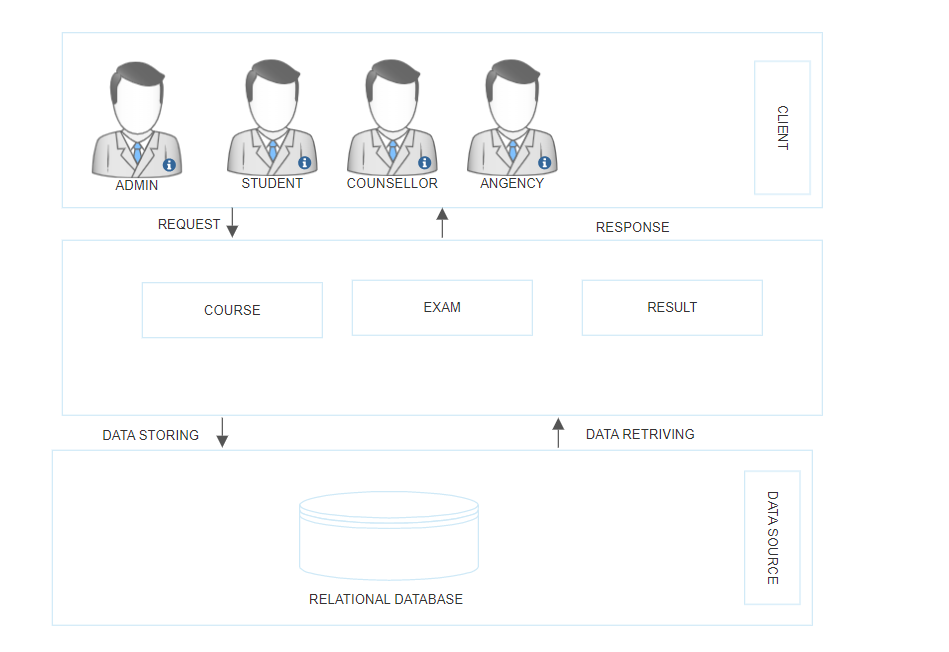 ADMIN
STUDENT
COUNSELLOR
ANGENCY
CLIENT
REQUEST
RESPONSE
COURSE
EXAM
RESULT
DATA STORING
DATA RETRIVING
DATA SOURCE
RELATIONAL DATABASE